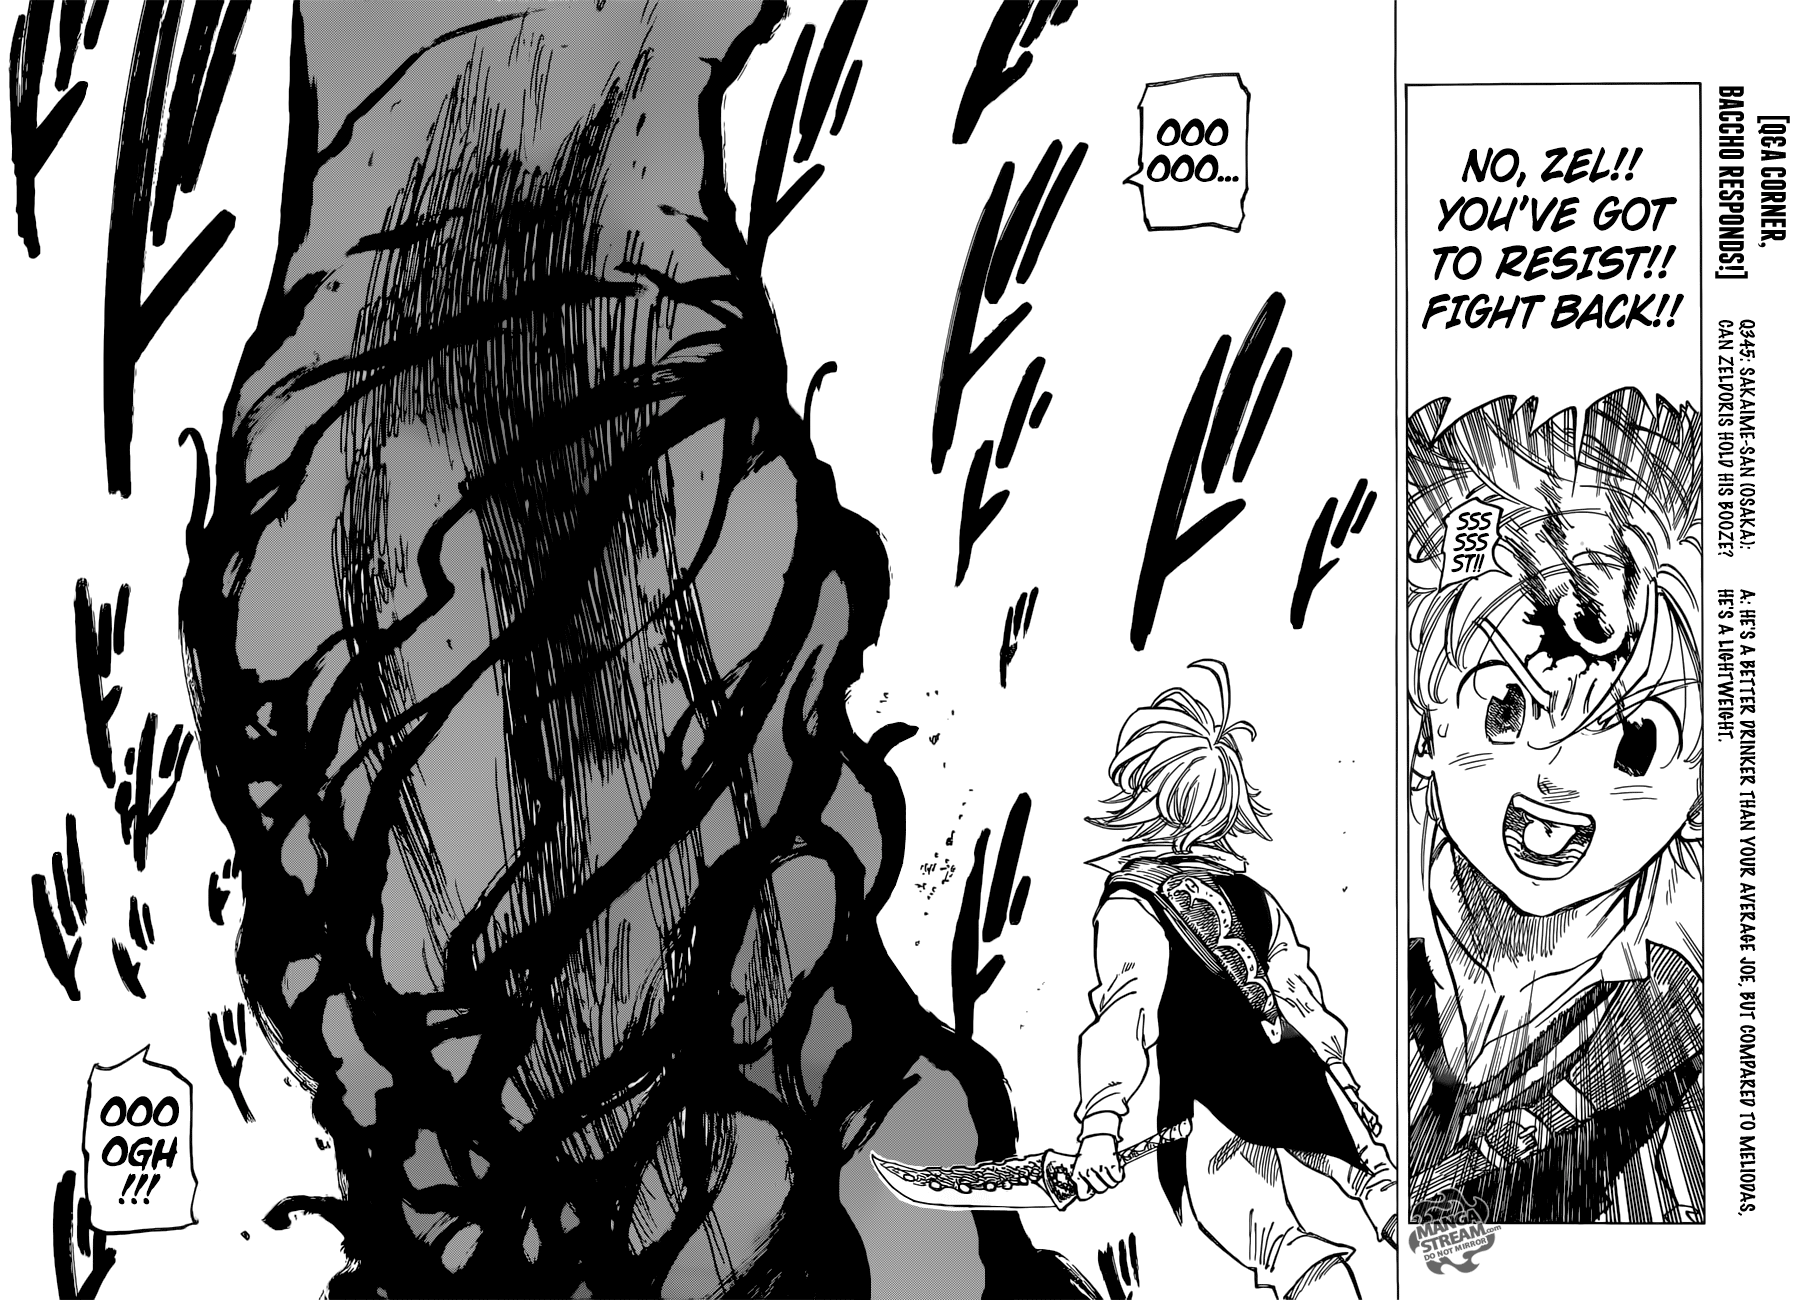 [Q&A CORNER,
BACCHO RESPONDS!]
Q345: SAKAIME-SAN (OSAKA):
CAN ZELDORIS HOLD HIS BOOZE?
A: HE'S A BETTER DRINKER THAN YOUR AVERAGE JOE, BUT COMPARED TO MELIODAS,
HE'S A LIGHTWEIGHT.
NO, ZEL!!
YOU'VE GOT
TO RESIST!!
FIGHT BACK!!
SSS
SSS
ST!!
OOO
OOO...
OOO
OGH
!!!
MANGA
STREAM.com
DO NOT MIRROR